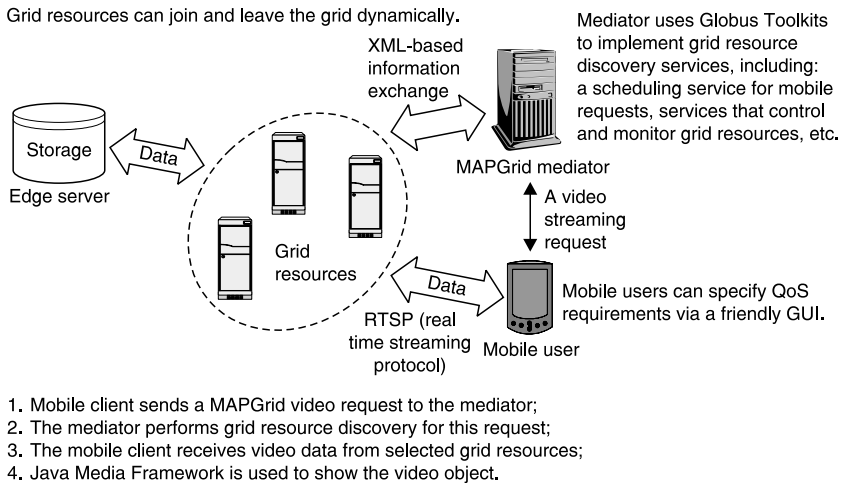 Grid resources can join and leave the grid dynamically.
XML-based
information
exchange
Mediator uses Globus Toolkits
to implement grid resource
discovery services, including:
a scheduling service for mobile
requests, services that control
and monitor grid resources, etc.
Storage
Data
Edge server
MAPGrid mediator
A video
streaming
request
Grid
resources
Data
RTSP (real
time streaming
protocol)
Mobile user
Mobile users can specify QoS
requirements via a friendly GUI.
1. Mobile client sends a MAPGrid video request to the mediator;
2. The mediator performs grid resource discovery for this request;
3. The mobile client receives video data from selected grid resources;
4. Java Media Framework is used to show the video object.